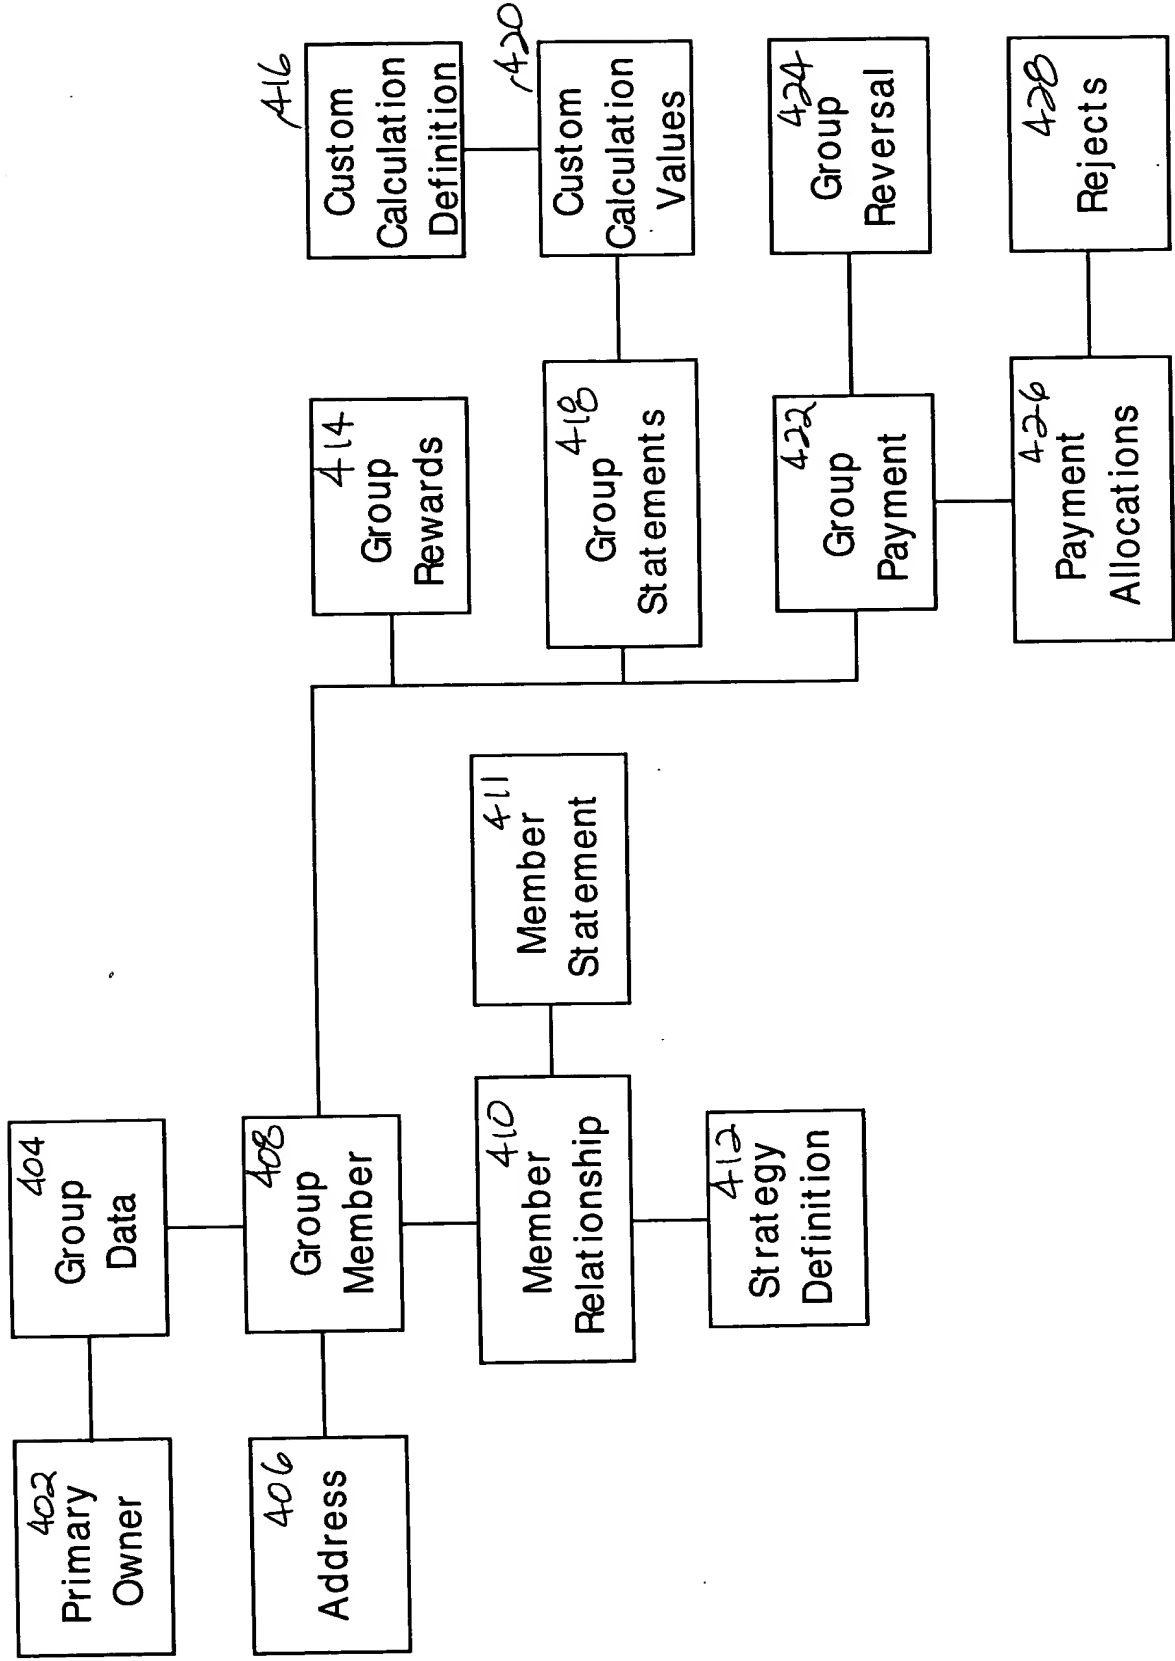 402
Primary
Owner
404
Group
Data
406
Address
408
Group
Member
410
Member
Relationship
411
Member
Statement
412
Strategy
Definition
414
Group
Rewards
416
Custom
Calculation
Definition
418
Group
Statements
420
Custom
Calculation
Values
422
Group
Payment
424
Group
Reversal
426
Payment
Allocations
428
Rejects